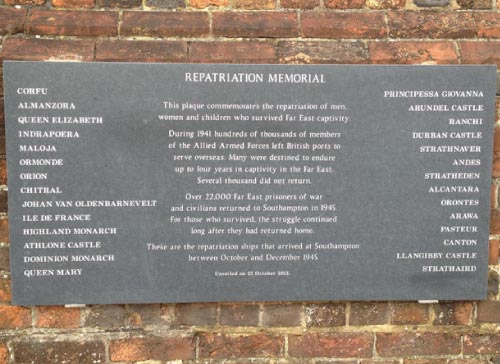 REPATRIATION MEMORIAL
CORFU
ALMANZORA
QUEEN ELIZABETH
INDRAPOERA
MALOJA
ORMONDE
ORION
CHITRAL
JOHAN VAN OLDENBARNEVELT
ILE DE FRANCE
HIGHLAND MONARCH
ATHLONE CASTLE
DOMINION MONARCH
QUEEN MARY
This plaque commemorates the repatriation of men,
women and children who survived Far East captivity.
During 1941 hundreds of thousands of members
of the Allied Armed Forces left British ports to
serve overseas. Many were destined to endure
up to four years in captivity in the Far East.
Several thousand did not return.
Over 22,000 Far East prisoners of war
and civilians returned to Southampton in 1945.
For those who survived, the struggle continued
long after they had returned home.
These are the repatriation ships that arrived at Southampton
between October and December 1945.
Unveiled on 27 October 2013.
PRINCIPESSA GIOVANNA
ARUNDEL CASTLE
RANCHI
DURBAN CASTLE
STRATHNAVER
ANDES
STRATHEDEN
ALCANTARA
ORONTES
ARAWA
PASTEUR
CANTON
LLANGIBBY CASTLE
STRATHAIRD